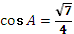 cos A = √7/4